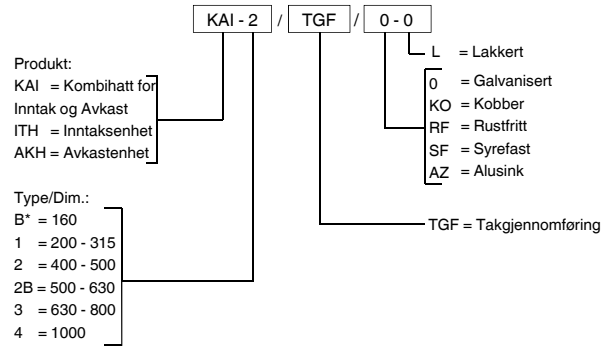 KAI - 2 / TGF / 0 - 0
L = Lakkert
0 = Galvanisert
KO = Kobber
RF = Rustfritt
SF = Syrefast
AZ = Alusink
TGF = Takgjennomføring
Produkt:
KAI = Kombihatt for
Inntak og Avkast
ITH = Inntaksenhet
AKH = Avkastenhet
Type/Dim.:
B* = 160
1 = 200 - 315
2 = 400 - 500
2B = 500 - 630
3 = 630 - 800
4 = 1000